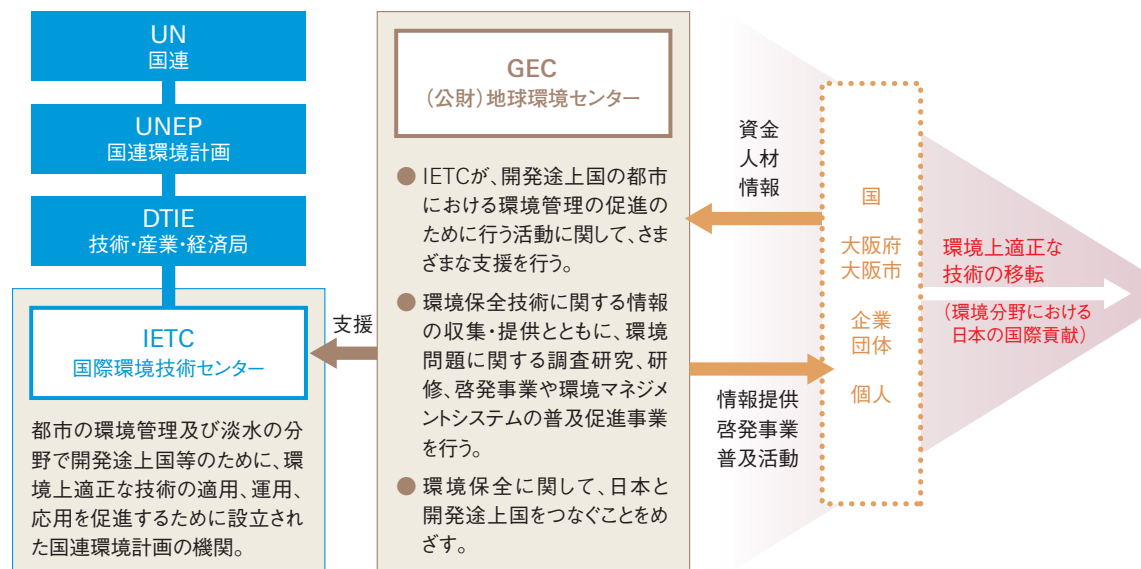 UN
国連
UNEP
国連環境計画
DTIE
技術・産業・経済局
IETC
国際環境技術センター
都市の環境管理及び淡水の分
野で開発途上国等のために、環
境上適正な技術の適用、運用、
応用を促進するために設立され
た国連環境計画の機関。
支援
GEC
（公財）地球環境センター
● IETCが、開発途上国の都市
における環境管理の促進の
ために行う活動に関して、さま
ざまな支援を行う。
● 環境保全技術に関する情報
の収集・提供とともに、環境
問題に関する調査研究、研
修、啓発事業や環境マネジメ
ントシステムの普及促進事業
を行う。
● 環境保全に関して、日本と
開発途上国をつなぐことをめ
ざす。
資金
人材
情報
情報提供
啓発事業
普及活動
国
大阪府
大阪市
企業
団体
個人
環境上適正な
技術の移転
（環境分野における
日本の国際貢献）